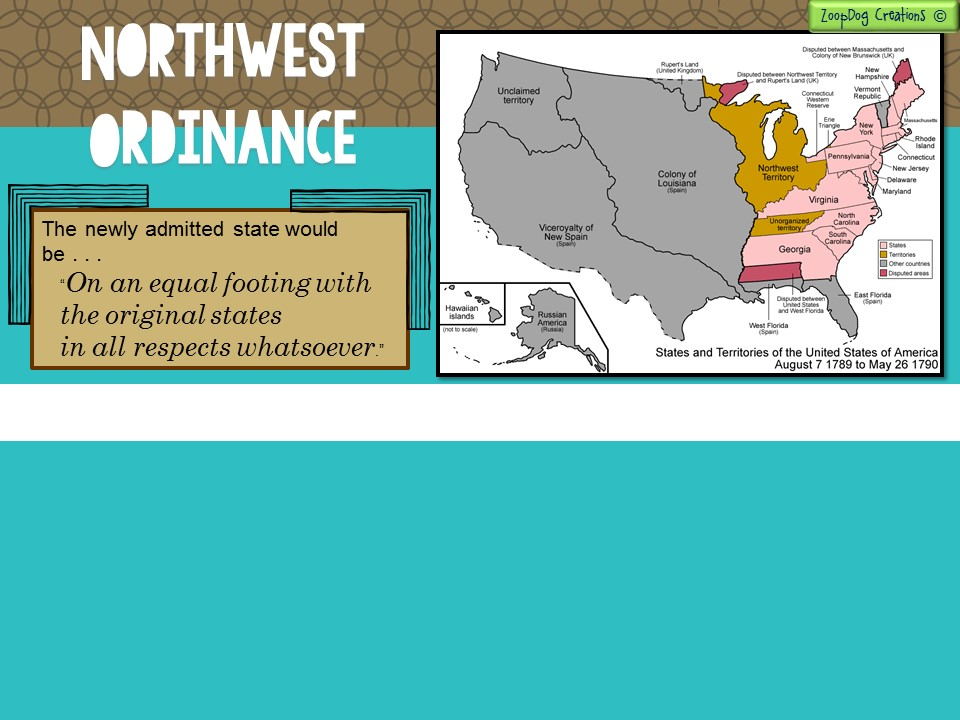 NORTHWEST
ORDINANCE
ZoopDog Creations ©
The newly admitted state would
be . . .
“On an equal footing with
the original states
in all respects whatsoever.”
Unclaimed
territory
Rupert's Land
(United Kingdom)
Disputed between Northwest Territory
and Rupert's Land (UK)
Disputed between Massachusetts and
Colony of New Brunswick (UK)
New
Hampshire
Vermont
Republic
Connecticut
Western
Reserve
Erie
Triangle
Massachusetts
New
York
Rhode
Island
Connecticut
New Jersey
Delaware
Maryland
Pennsylvania
Northwest
Territory
Virginia
Colony of
Louisiana
(Spain)
Unorganized
territory
North
Carolina
South
Carolina
Georgia
Viceroyalty of
New Spain
(Spain)
States
Territories
Other countries
Disputed areas
Hawaiian
islands
(not to scale)
Russian
America
(Russia)
Disputed between
United States
and West Florida
East Florida
(Spain)
West Florida
(Spain)
States and Territories of the United States of America
August 7 1789 to May 26 1790